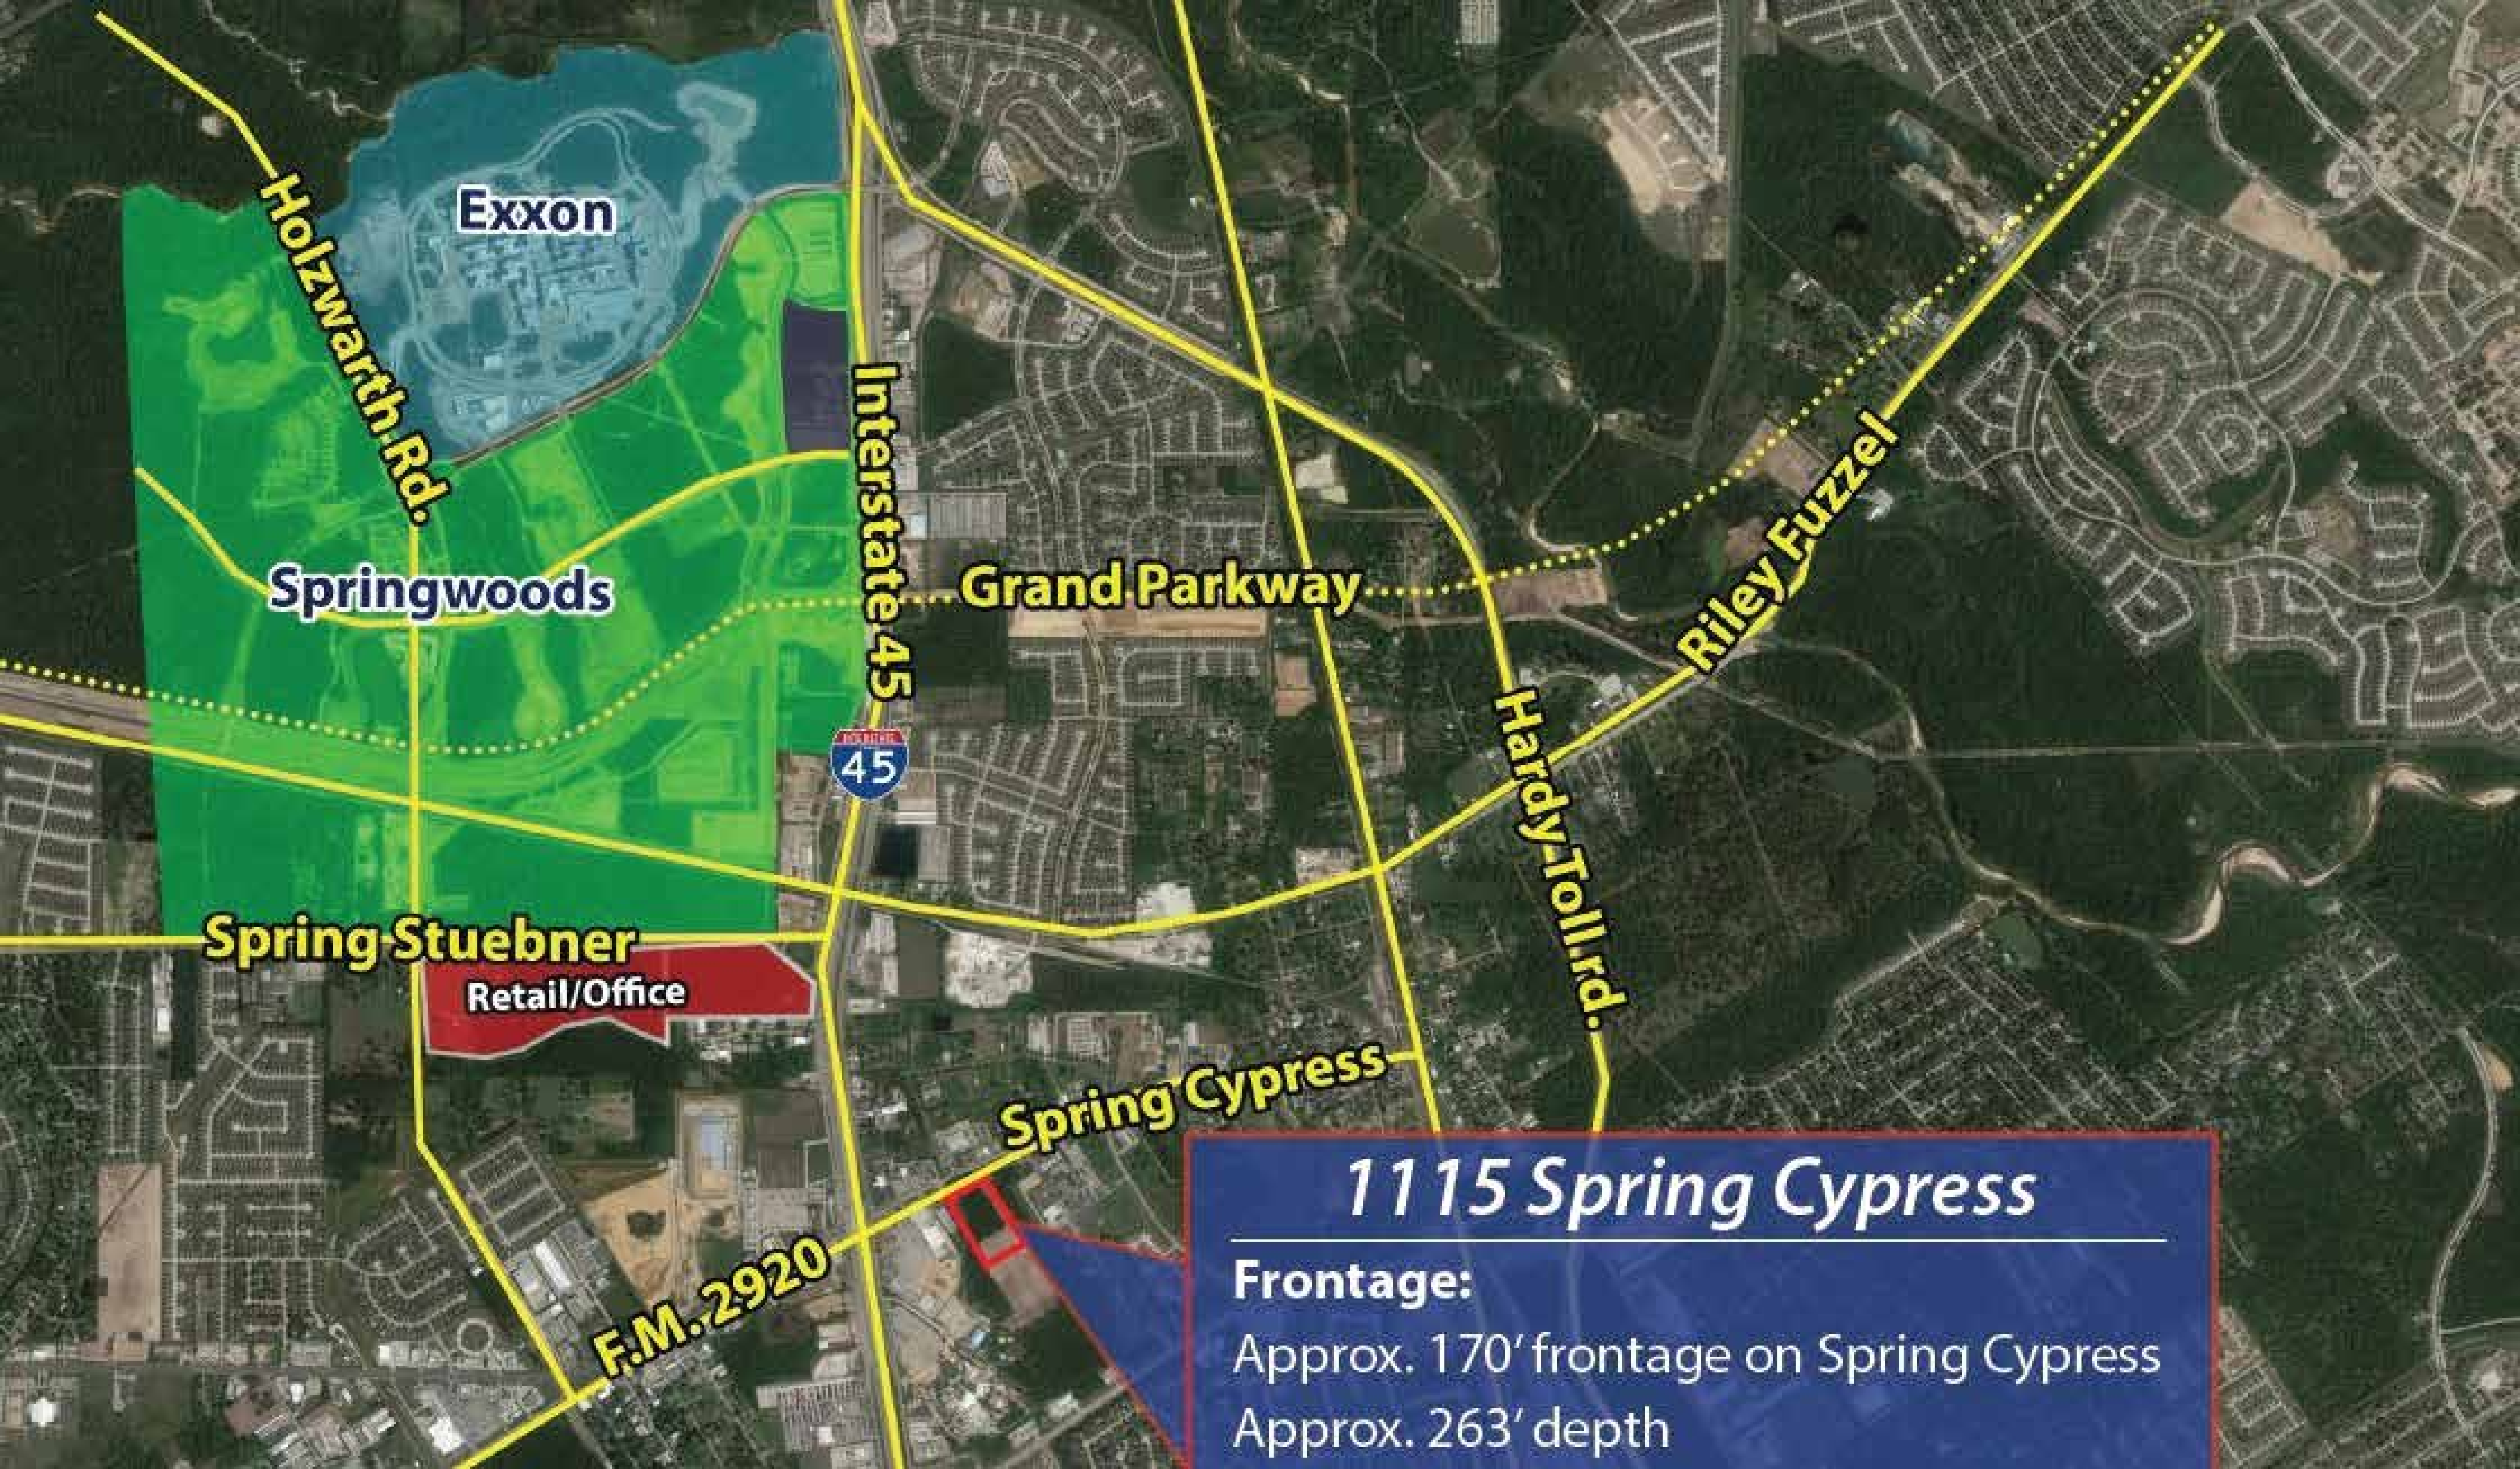 Exxon
Holzwarth Rd.
Interstate 45
Springwoods
Grand Parkway
Riley Fuzzel
INTERSTATE
45
Hardy Toll rd.
Spring Stuebner
Retail/Office
Spring Cypress
F.M. 2920
1115 Spring Cypress
Frontage:
Approx. 170' frontage on Spring Cypress
Approx. 263' depth